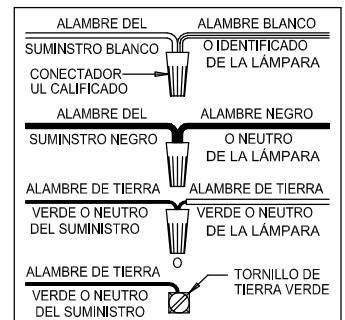 ALAMBRE DEL ALAMBRE BLANCO
SUMINSTRO BLANCO O IDENTIFICADO
DE LA LÁMPARA
CONECTADOR
UL CALIFICADO
ALAMBRE DEL ALAMBRE NEGRO
SUMINSTRO NEGRO O NEUTRO
DE LA LÁMPARA
ALAMBRE DE TIERRA ALAMBRE DE TIERRA
VERDE O NEUTRO VERDE O NEUTRO
DEL SUMINISTRO DE LA LÁMPARA
O
ALAMBRE DE TIERRA TORNILLO DE
TIERRA VERDE
VERDE O NEUTRO
DEL SUMINISTRO